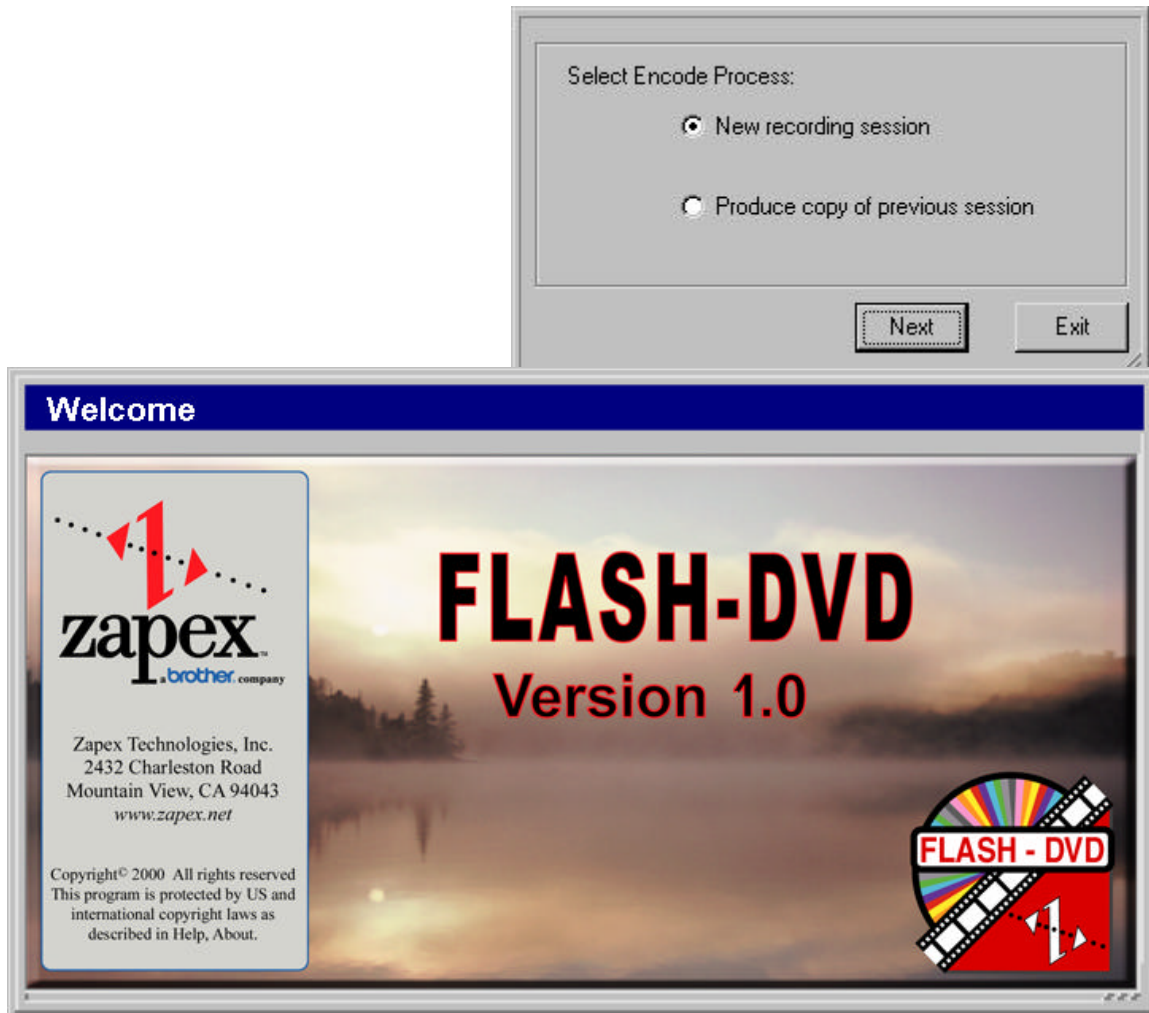 Select Encode Process:
New recording session
Produce copy of previous session
Next
Exit
Welcome
zapex™
a brother. company
Zapex Technologies, Inc.
2432 Charleston Road
Mountain View, CA 94043
www.zapex.net
Copyright© 2000 All rights reserved
This program is protected by US and
international copyright laws as
described in Help, About.
FLASH-DVD
Version 1.0
FLASH - DVD